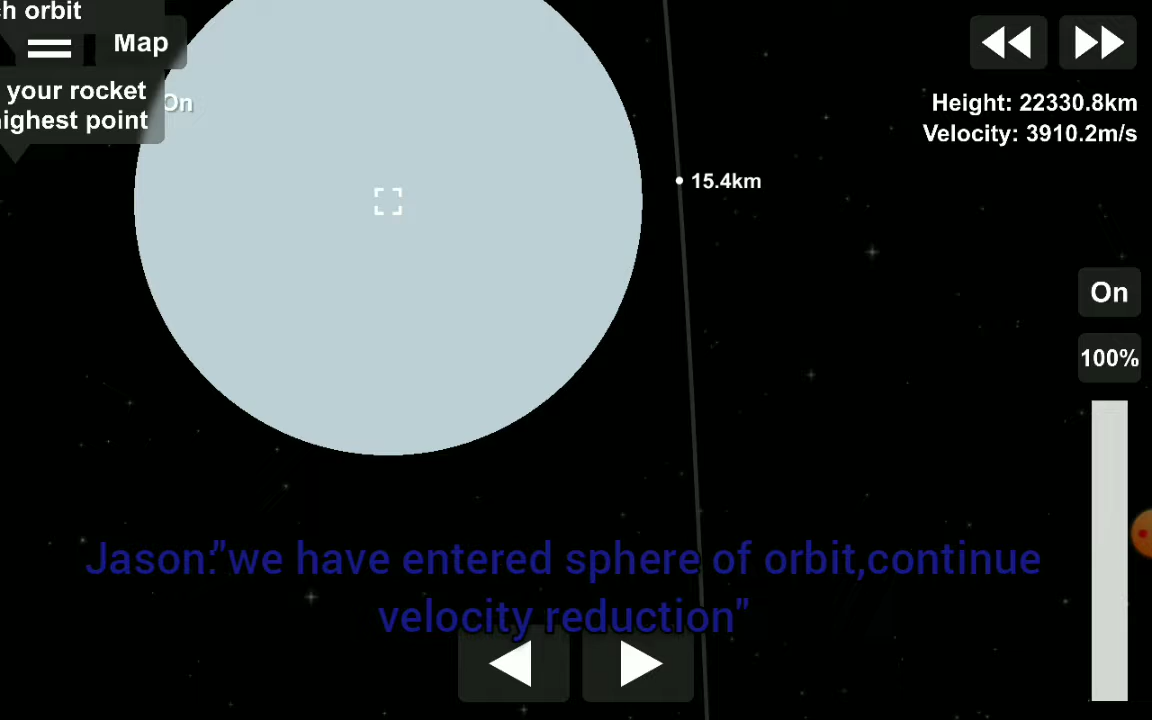 ch orbit
Map
your rocket
highest point
On
Height: 22330.8km
Velocity: 3910.2m/s
15.4km
On
100%
Jason:"we have entered sphere of orbit,continue
velocity reduction"